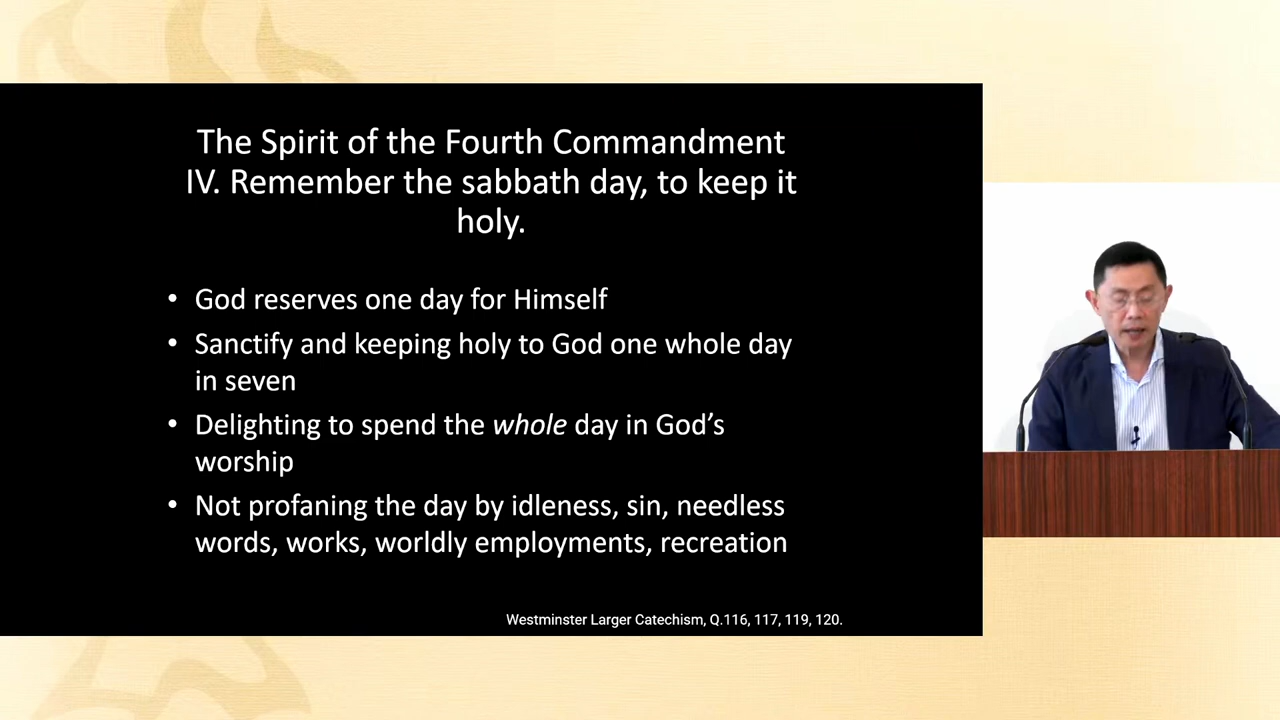 The Spirit of the Fourth Commandment
IV. Remember the sabbath day, to keep it
holy.
• God reserves one day for Himself
• Sanctify and keeping holy to God one whole day
in seven
• Delighting to spend the whole day in God's
worship
• Not profaning the day by idleness, sin, needless
words, works, worldly employments, recreation
Westminster Larger Catechism, Q.116, 117, 119, 120.